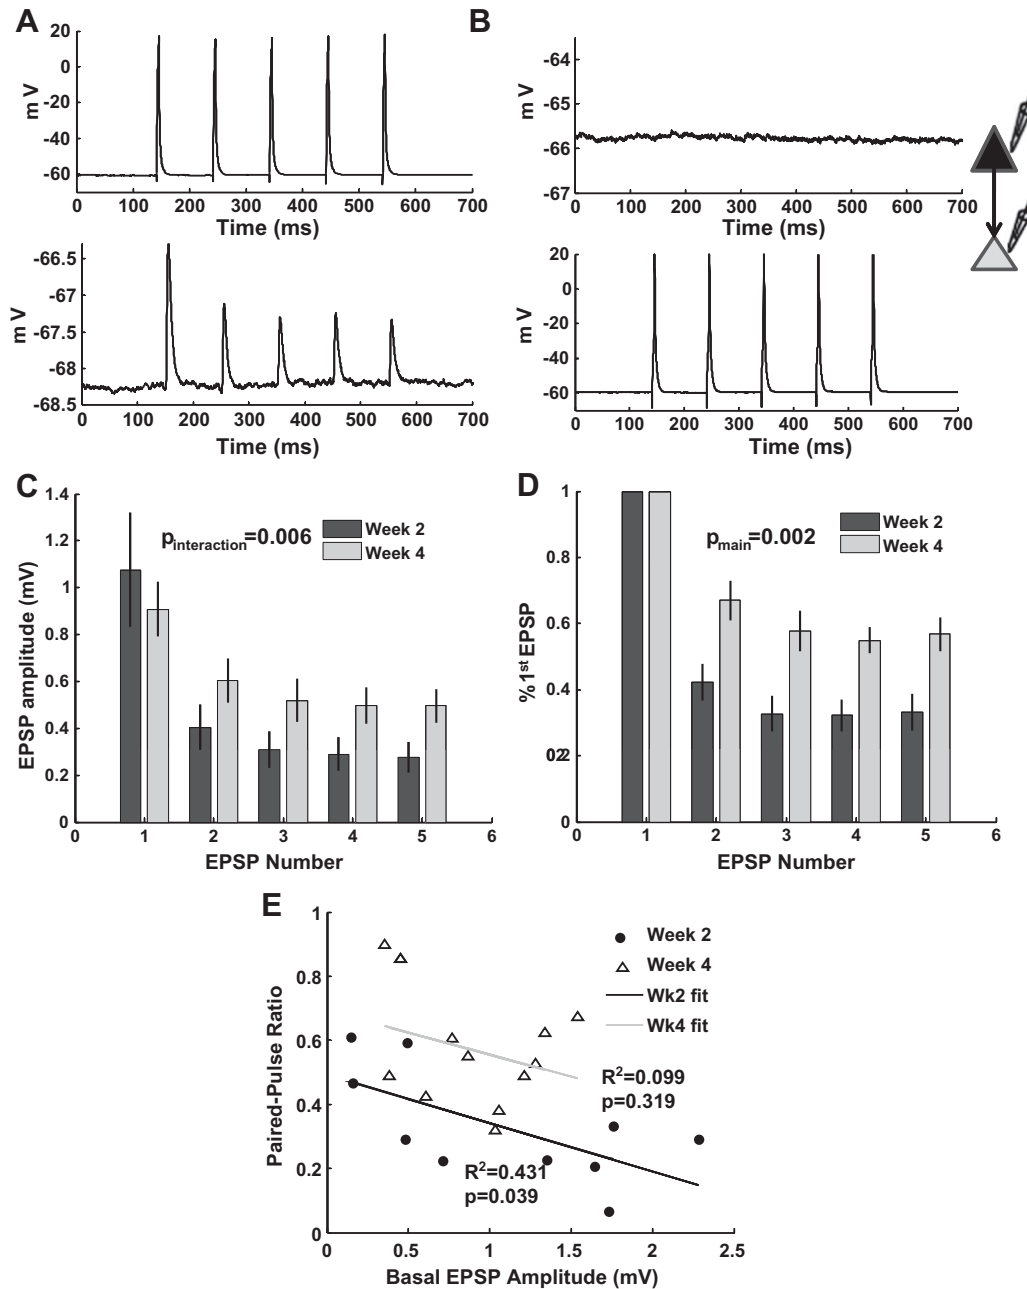 A
20
0
-20
-40
-60
m V
0 100 200 300 400 500 600 700
Time (ms)
-66.5
-67
-67.5
-68
-68.5
m V
0 100 200 300 400 500 600 700
Time (ms)
B
-64
-65
-66
-67
m V
0 100 200 300 400 500 600 700
Time (ms)
20
0
-20
-40
-60
m V
0 100 200 300 400 500 600 700
Time (ms)
C
1.4
1.2
1
0.8
0.6
0.4
0.2
0
EPSP amplitude (mV)
p_interaction=0.006
Week 2
Week 4
0 1 2 3 4 5 6
EPSP Number
D
1
0.8
0.6
0.4
0.2
0
%1st EPSP
p_main=0.002
Week 2
Week 4
0 1 2 3 4 5 6
EPSP Number
E
1
0.8
0.6
0.4
0.2
0
Paired-Pulse Ratio
Week 2
Week 4
Wk2 fit
Wk4 fit
R²=0.099
p=0.319
R²=0.431
p=0.039
0 0.5 1 1.5 2 2.5
Basal EPSP Amplitude (mV)